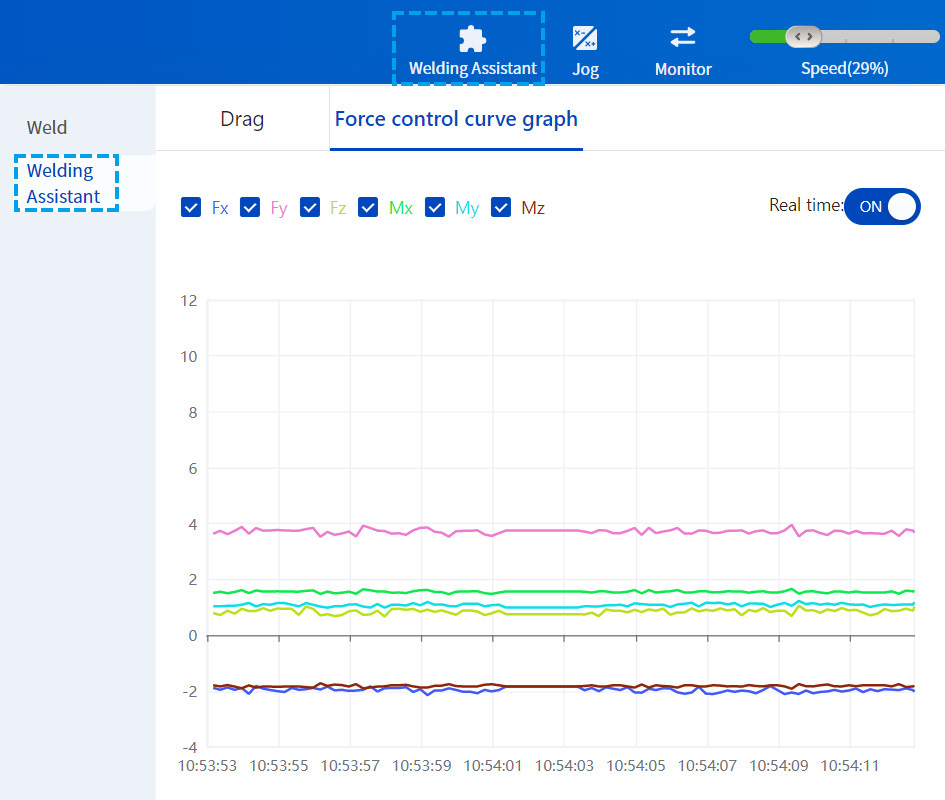 Welding Assistant
Jog
Monitor
Speed(29%)
Weld
Welding
Assistant
Drag
Force control curve graph
Fx
Fy
Fz
Mx
My
Mz
Real time:
ON
12
10
8
6
4
2
0
-2
-4
10:53:53 10:53:55 10:53:57 10:53:59 10:54:01 10:54:03 10:54:05 10:54:07 10:54:09 10:54:11